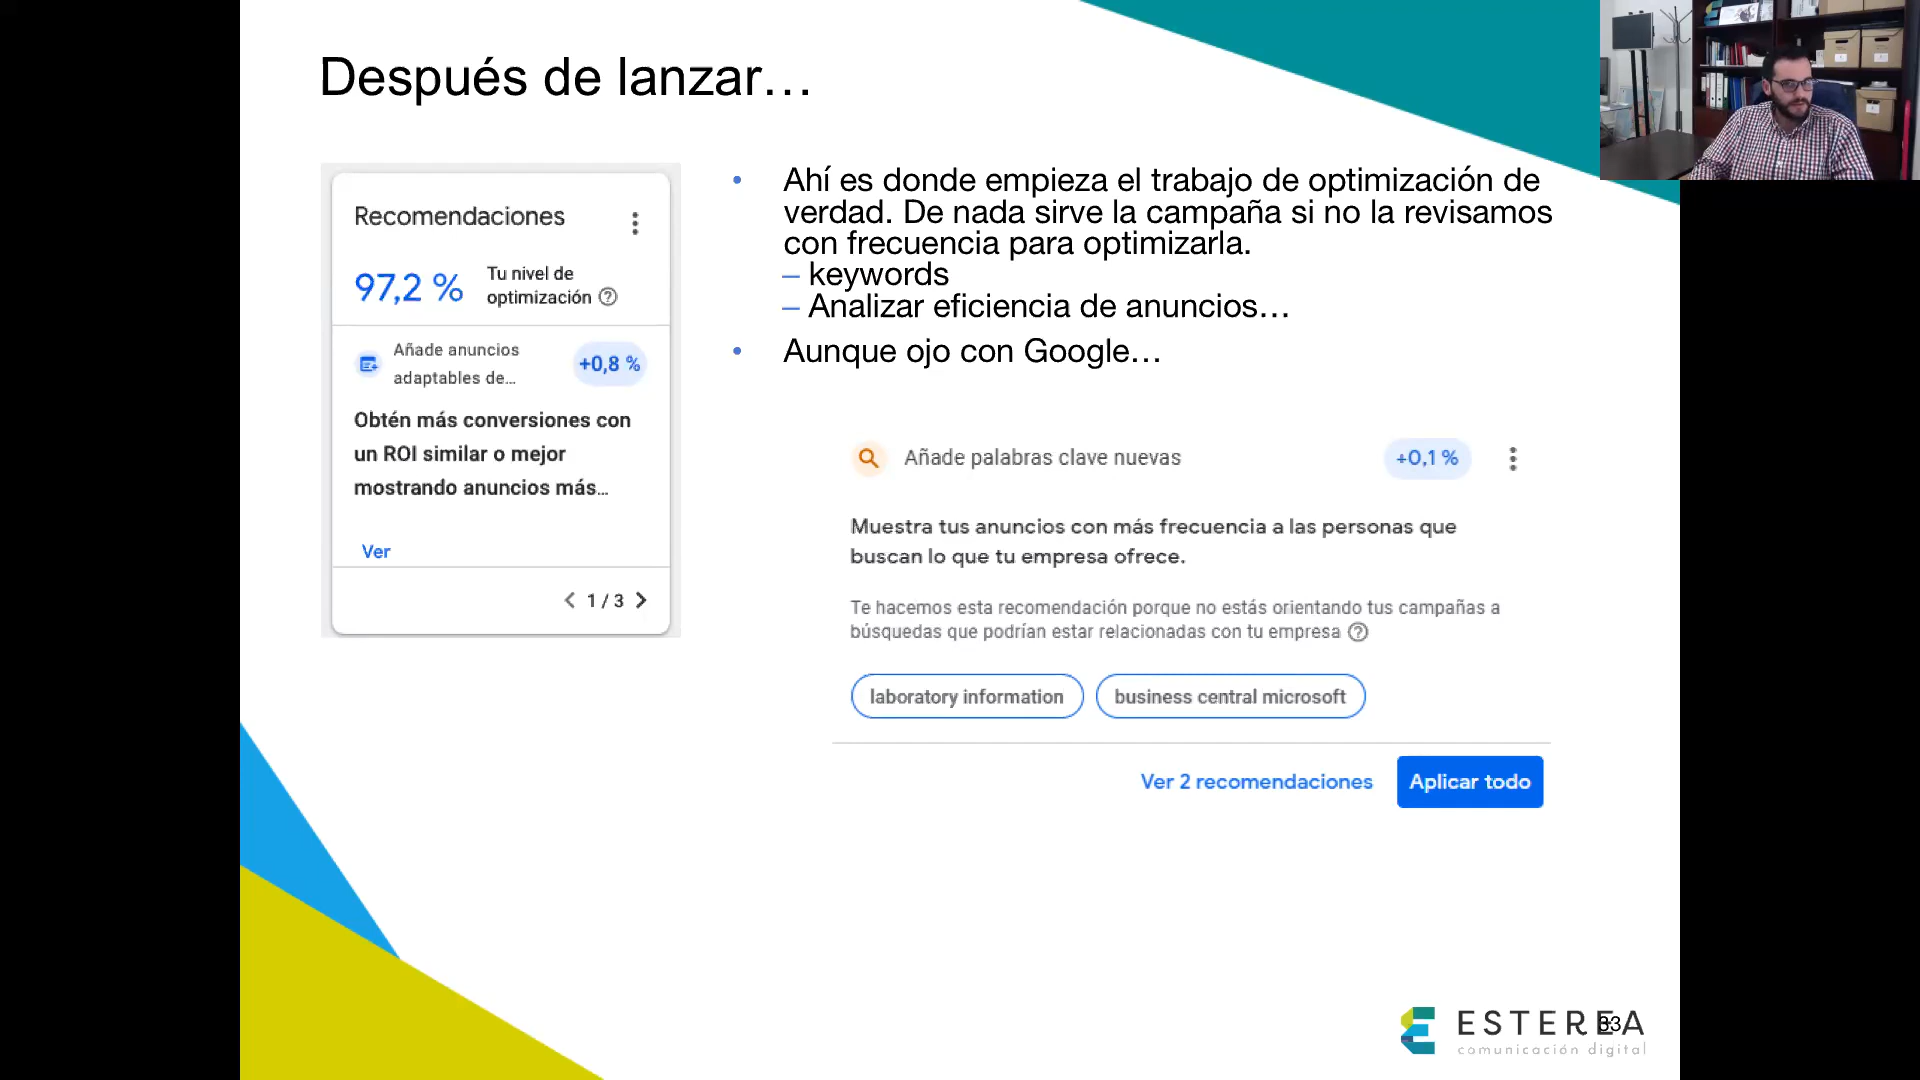 Después de lanzar…
Recomendaciones
97,2 %
Tu nivel de
optimización
Añade anuncios
adaptables de...
+0,8 %
Obtén más conversiones con
un ROI similar o mejor
mostrando anuncios más...
Ver
1 / 3
• Ahí es donde empieza el trabajo de optimización de
verdad. De nada sirve la campaña si no la revisamos
con frecuencia para optimizarla.
– keywords
– Analizar eficiencia de anuncios…
• Aunque ojo con Google…
Añade palabras clave nuevas
+0,1 %
Muestra tus anuncios con más frecuencia a las personas que
buscan lo que tu empresa ofrece.
Te hacemos esta recomendación porque no estás orientando tus campañas a
búsquedas que podrían estar relacionadas con tu empresa
laboratory information
business central microsoft
Ver 2 recomendaciones
Aplicar todo
ESTEREA
comunicación digital